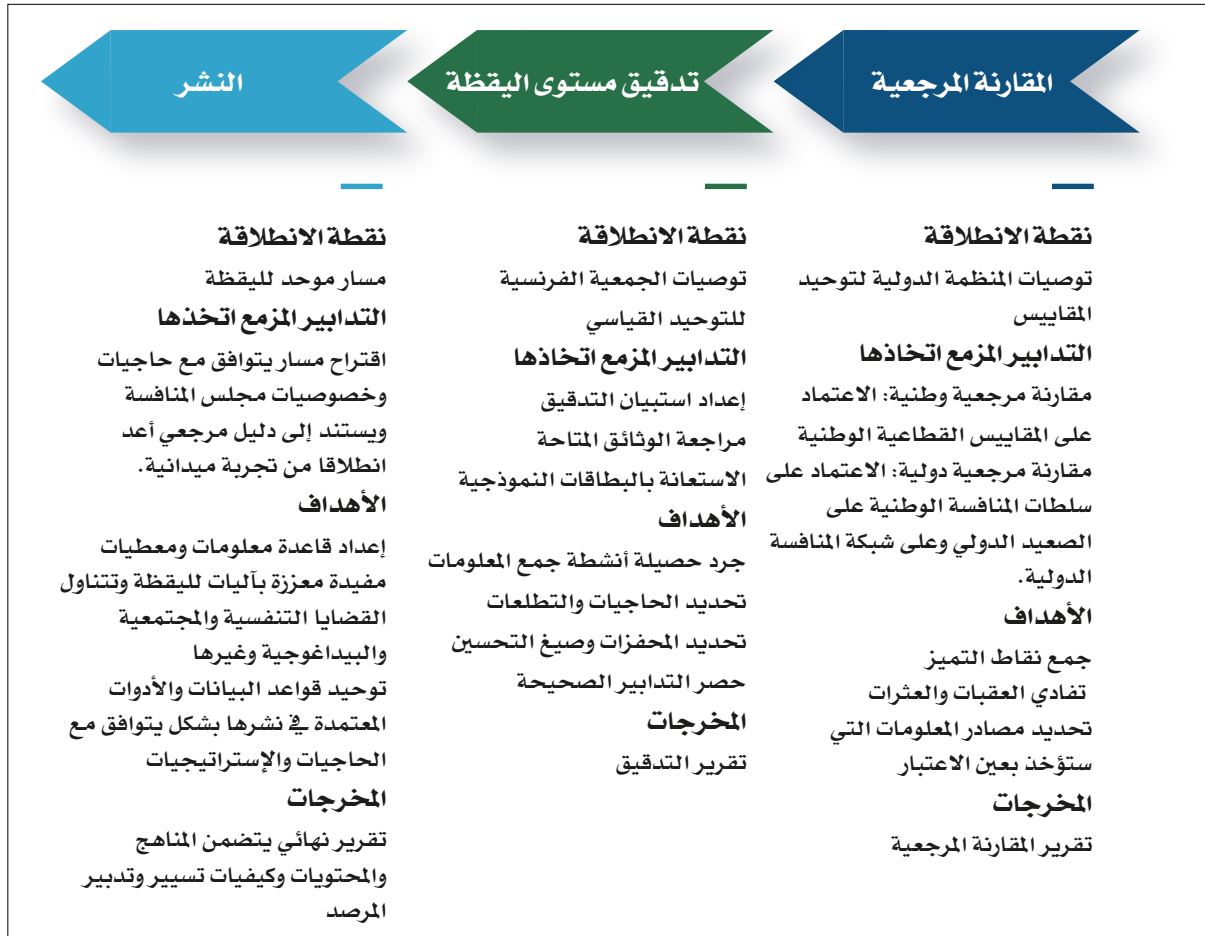 المقارنة المرجعية
تدقيق مستوى اليقظة
النشر
نقطة الانطلاقة
توصيات المنظمة الدولية لتوحيد
المقاييس
التدابير المزمع اتخاذها
مقارنة مرجعية وطنية: الاعتماد
على المقاييس القطاعية الوطنية
مقارنة مرجعية دولية: الاعتماد على
سلطات المنافسة الوطنية على
الصعيد الدولي وعلى شبكة المنافسة
الدولية.
الأهداف
جمع نقاط التميز
تفادي العقبات والعثرات
تحديد مصادر المعلومات التي
ستؤخذ بعين الاعتبار
المخرجات
تقرير المقارنة المرجعية
نقطة الانطلاقة
توصيات الجمعية الفرنسية
للتوحيد القياسي
التدابير المزمع اتخاذها
إعداد استبيان التدقيق
مراجعة الوثائق المتاحة
الاستعانة بالبطاقات النموذجية
الأهداف
جرد حصيلة أنشطة جمع المعلومات
تحديد الحاجيات والتطلعات
تحديد المحفزات وصيغ التحسين
حصر التدابير الصحيحة
المخرجات
تقرير التدقيق
نقطة الانطلاقة
مسار موحد لليقظة
التدابير المزمع اتخذها
اقتراح مسار يتوافق مع حاجيات
وخصوصيات مجلس المنافسة
ويستند إلى دليل مرجعي أعد
انطلاقا من تجربة ميدانية.
الأهداف
إعداد قاعدة معلومات ومعطيات
مفيدة معززة بآليات لليقظة وتتناول
القضايا التنفسية والمجتمعية
والبيداغوجية وغيرها
توحيد قواعد البيانات والأدوات
المعتمدة في نشرها بشكل يتوافق مع
الحاجيات والإستراتيجيات
المخرجات
تقرير نهائي يتضمن المناهج
والمحتويات وكيفيات تسيير وتدبير
المرصد